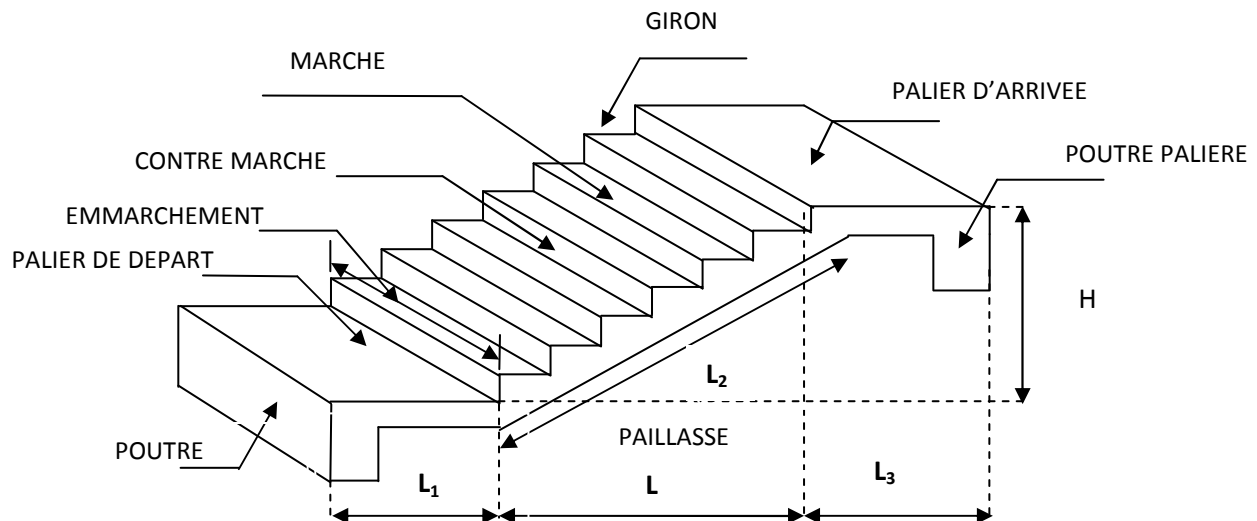 GIRON
MARCHE
PALIER D'ARRIVEE
CONTRE MARCHE
POUTRE PALIERE
EMMARCHEMENT
PALIER DE DEPART
H
L2
POUTRE
PAILLASSE
L1
L
L3